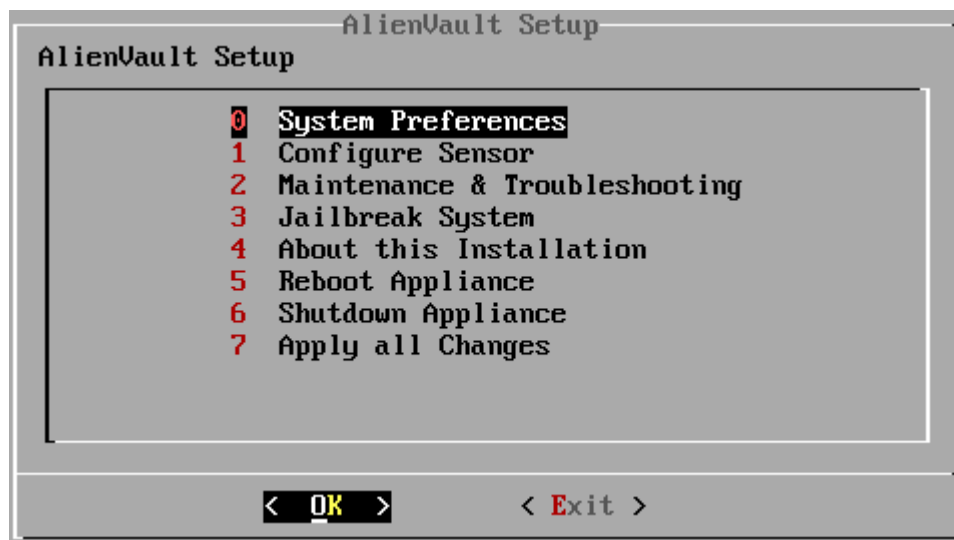 AlienVault Setup
AlienVault Setup
0 System Preferences
1 Configure Sensor
2 Maintenance & Troubleshooting
3 Jailbreak System
4 About this Installation
5 Reboot Appliance
6 Shutdown Appliance
7 Apply all Changes
< OK > < Exit >